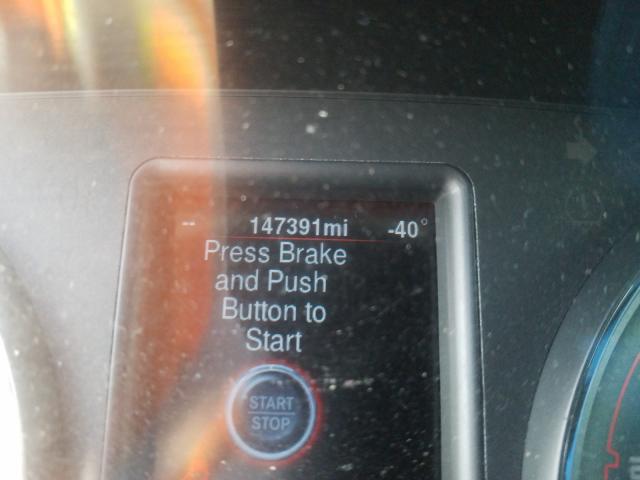 -- 147391mi -40°
Press Brake
and Push
Button to
Start
START
STOP